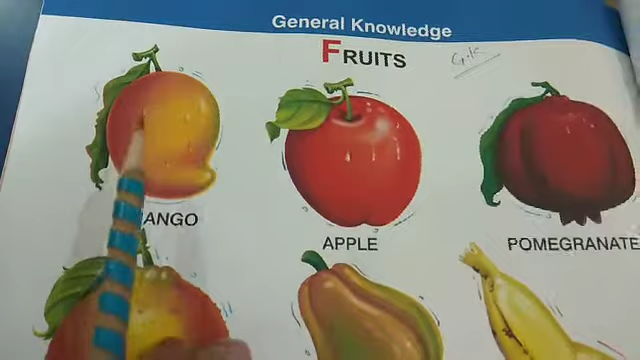 General Knowledge
FRUITS
G.K
ANGO
APPLE
POMEGRANATE